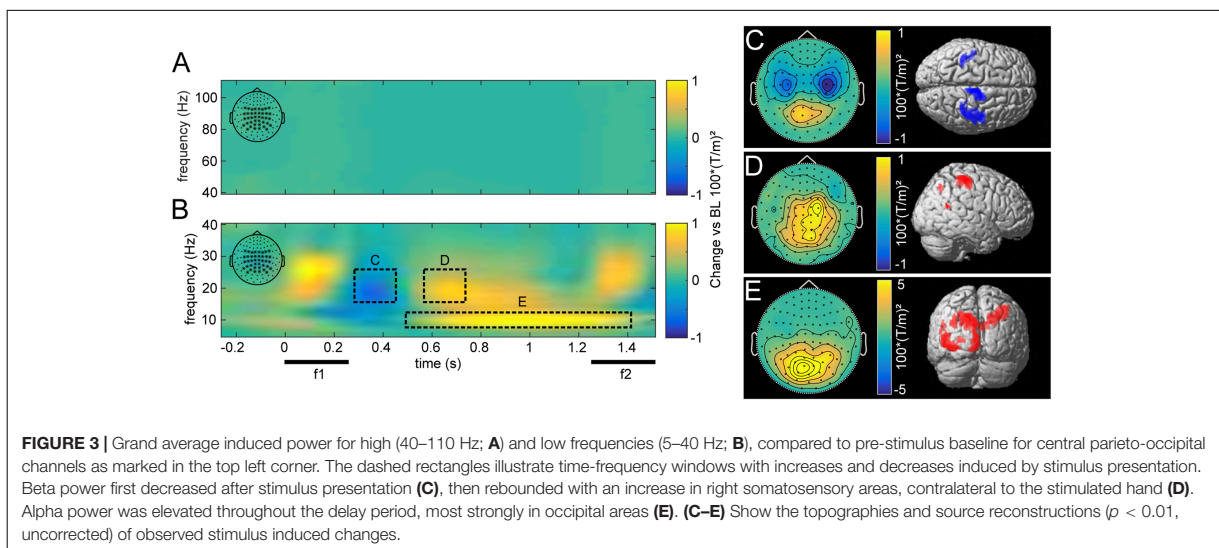 A
frequency (Hz)
100
80
60
40
1
0
-1
Change vs BL 100*(T/m)²
B
frequency (Hz)
40
30
20
10
C
D
E
1
0
-1
-0.2 0 0.2 0.4 0.6 0.8 1 1.2 1.4
time (s)
f1
f2
C
1
100*(T/m)²
-1
D
1
100*(T/m)²
-1
E
5
100*(T/m)²
-5
FIGURE 3 | Grand average induced power for high (40–110 Hz; A) and low frequencies (5–40 Hz; B), compared to pre-stimulus baseline for central parieto-occipital
channels as marked in the top left corner. The dashed rectangles illustrate time-frequency windows with increases and decreases induced by stimulus presentation.
Beta power first decreased after stimulus presentation (C), then rebounded with an increase in right somatosensory areas, contralateral to the stimulated hand (D).
Alpha power was elevated throughout the delay period, most strongly in occipital areas (E). (C–E) Show the topographies and source reconstructions (p < 0.01,
uncorrected) of observed stimulus induced changes.